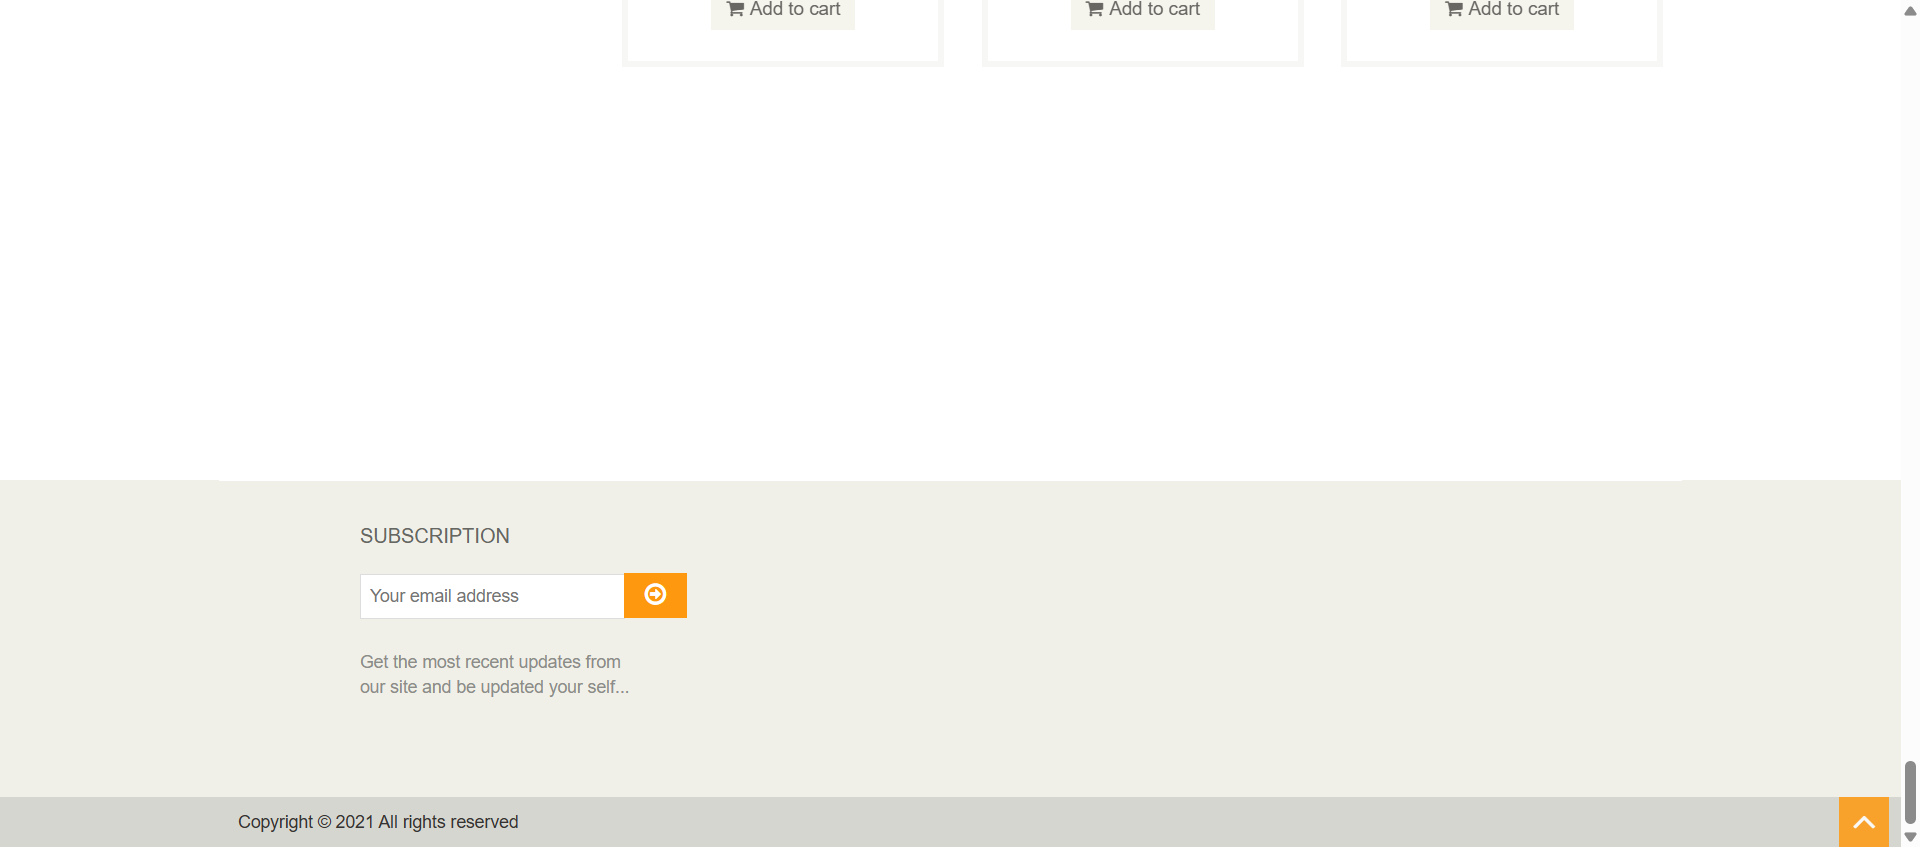 Add to cart
Add to cart
Add to cart
SUBSCRIPTION
Your email address
Get the most recent updates from
our site and be updated your self...
Copyright © 2021 All rights reserved